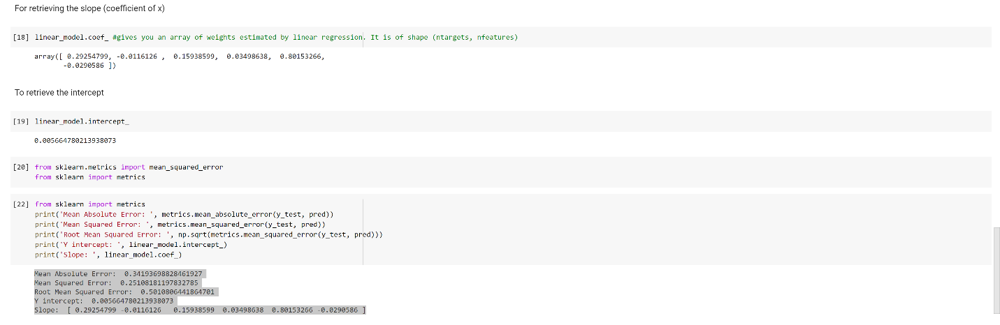 For retrieving the slope (coefficient of x)
[18] linear_model.coef_ #gives you an array of weights estimated by linear regression. It is of shape (ntargets, nfeatures)
array([ 0.29254799, -0.0116126 ,  0.15938599,  0.03498638,  0.80153266,
-0.0290586 ])
To retrieve the intercept
[19] linear_model.intercept_
0.005664780213938073
[20] from sklearn.metrics import mean_squared_error
from sklearn import metrics
[22] from sklearn import metrics
print('Mean Absolute Error: ', metrics.mean_absolute_error(y_test, pred))
print('Mean Squared Error: ', metrics.mean_squared_error(y_test, pred))
print('Root Mean Squared Error: ', np.sqrt(metrics.mean_squared_error(y_test, pred)))
print('Y intercept: ', linear_model.intercept_)
print('Slope: ', linear_model.coef_)
Mean Absolute Error:  0.34193698828461927
Mean Squared Error:  0.25108181197832785
Root Mean Squared Error:  0.5010806441864701
Y intercept:  0.005664780213938073
Slope:  [ 0.29254799 -0.0116126   0.15938599  0.03498638  0.80153266 -0.0290586 ]